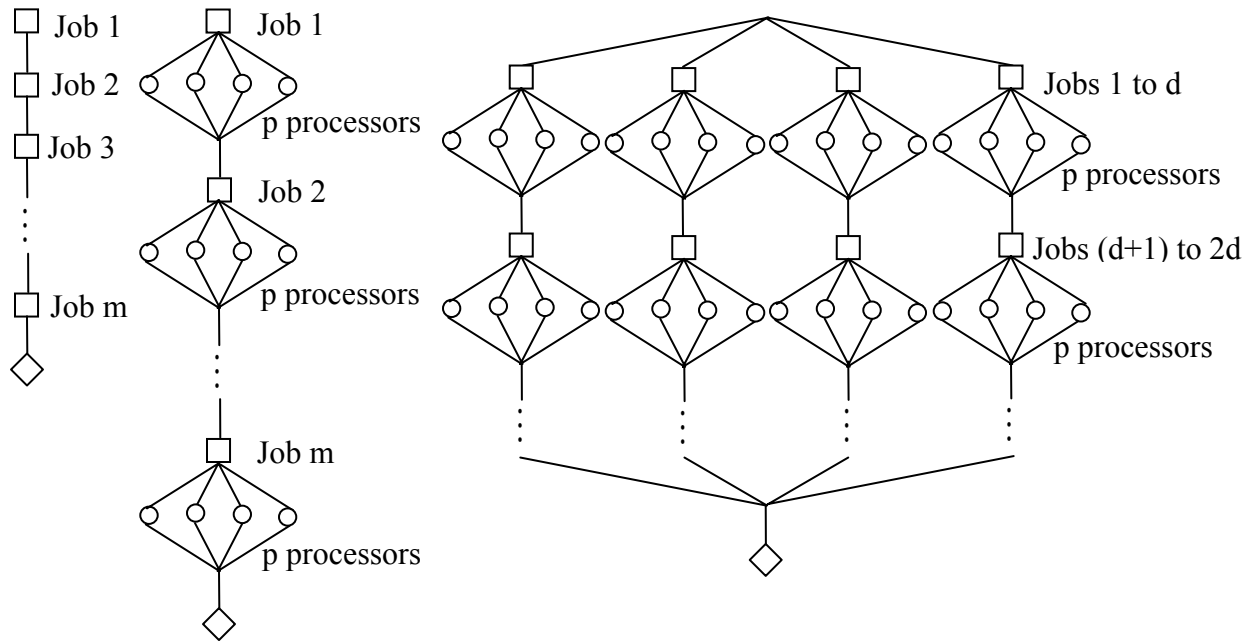 Job 1
Job 2
Job 3
Job m
Job 1
p processors
Job 2
p processors
Job m
p processors
Jobs 1 to d
p processors
Jobs (d+1) to 2d
p processors